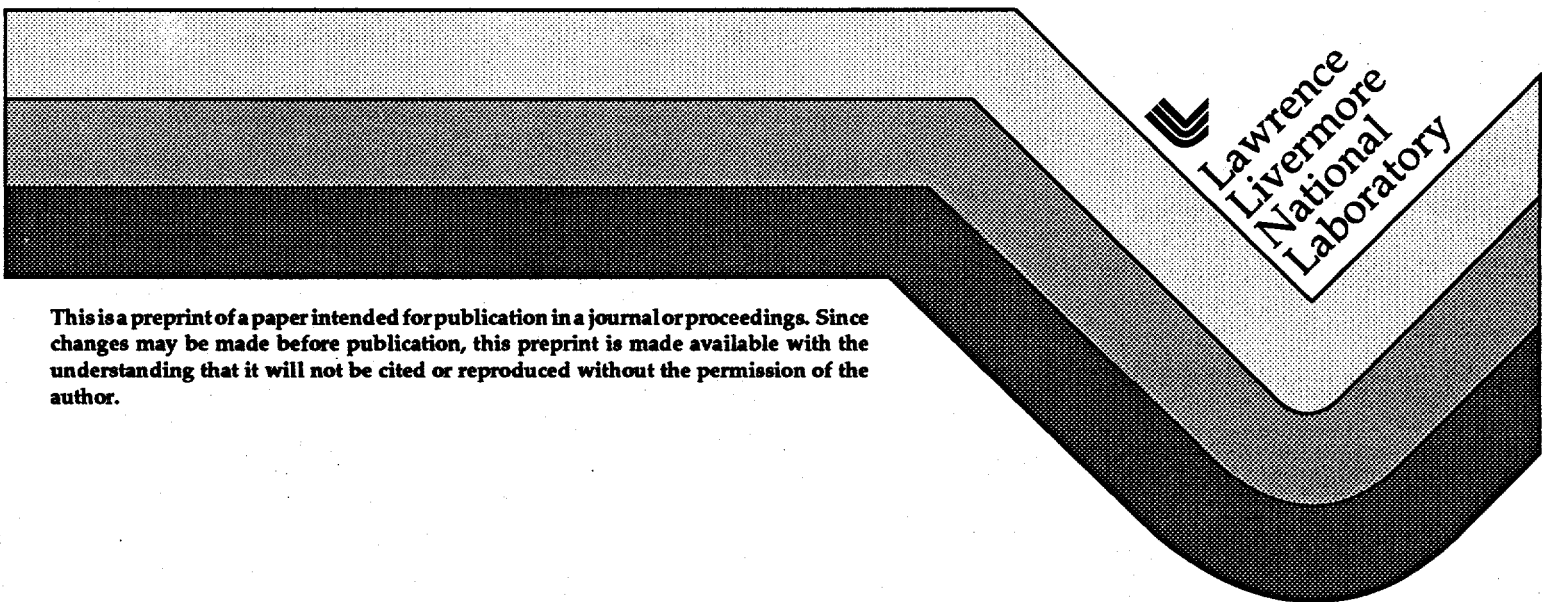 Lawrence
Livermore
National
Laboratory
This is a preprint of a paper intended for publication in a journal or proceedings. Since
changes may be made before publication, this preprint is made available with the
understanding that it will not be cited or reproduced without the permission of the
author.